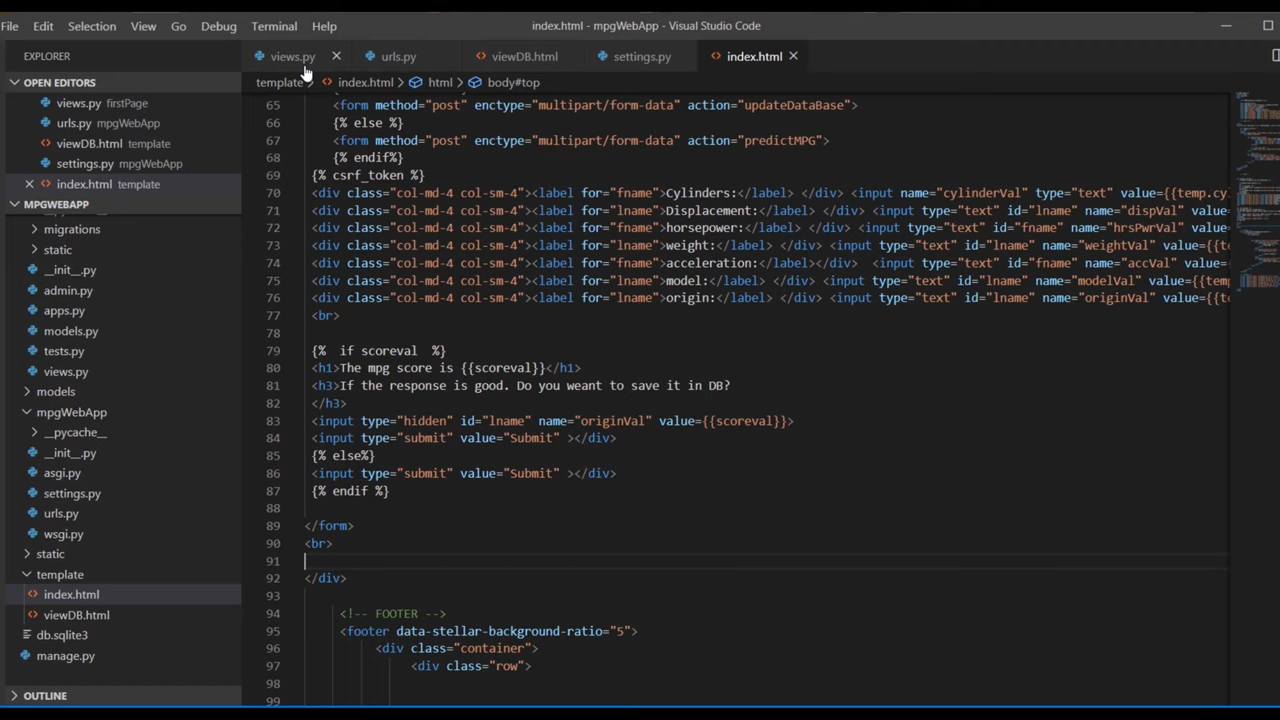 File Edit Selection View Go Debug Terminal Help index.html - mpgWebApp - Visual Studio Code
EXPLORER
OPEN EDITORS
views.py firstPage
urls.py mpgWebApp
viewDB.html template
settings.py mpgWebApp
index.html template
MPGWEBAPP
migrations
static
__init__.py
admin.py
apps.py
models.py
tests.py
views.py
models
mpgWebApp
__pycache__
__init__.py
asgi.py
settings.py
urls.py
wsgi.py
static
template
index.html
viewDB.html
db.sqlite3
manage.py
OUTLINE
views.py urls.py viewDB.html settings.py index.html
template > index.html > html > body#top
65 <form method="post" enctype="multipart/form-data" action="updateDataBase">
66 {% else %}
67 <form method="post" enctype="multipart/form-data" action="predictMPG">
68 {% endif%}
69 {% csrf_token %}
70 <div class="col-md-4 col-sm-4"><label for="fname">Cylinders:</label> </div> <input name="cylinderVal" type="text" value={{temp.cy
71 <div class="col-md-4 col-sm-4"><label for="lname">Displacement:</label> </div> <input type="text" id="lname" name="dispVal" value=
72 <div class="col-md-4 col-sm-4"><label for="lname">horsepower:</label> </div> <input type="text" id="lname" name="hrsPwrVal" value=
73 <div class="col-md-4 col-sm-4"><label for="lname">weight:</label> </div> <input type="text" id="lname" name="weightVal" value={{te
74 <div class="col-md-4 col-sm-4"><label for="lname">acceleration:</label></div>  <input type="text" id="fname" name="accVal" value={
75 <div class="col-md-4 col-sm-4"><label for="lname">model:</label> </div> <input type="text" id="lname" name="modelVal" value={{temp
76 <div class="col-md-4 col-sm-4"><label for="lname">origin:</label> </div> <input type="text" id="lname" name="originVal" value={{te
77 <br>
78
79 {%  if scoreval  %}
80 <h1>The mpg score is {{scoreval}}</h1>
81 <h3>If the response is good. Do you weant to save it in DB?
82 </h3>
83 <input type="hidden" id="lname" name="originVal" value={{scoreval}}>
84 <input type="submit" value="Submit" ></div>
85 {% else%}
86 <input type="submit" value="Submit" ></div>
87 {% endif %}
88
89 </form>
90 <br>
91
92 </div>
93
94 <!-- FOOTER -->
95 <footer data-stellar-background-ratio="5">
96 <div class="container">
97 <div class="row">
98
99